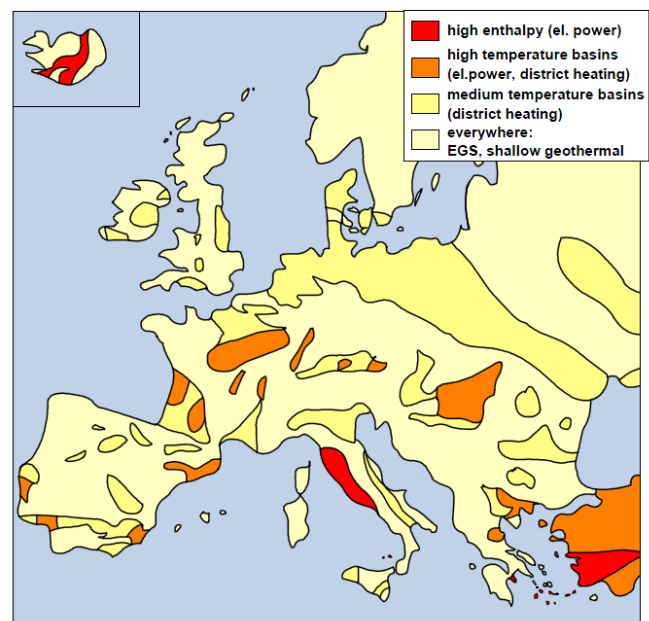 high enthalpy (el. power)
high temperature basins
(el.power, district heating)
medium temperature basins
(district heating)
everywhere:
EGS, shallow geothermal